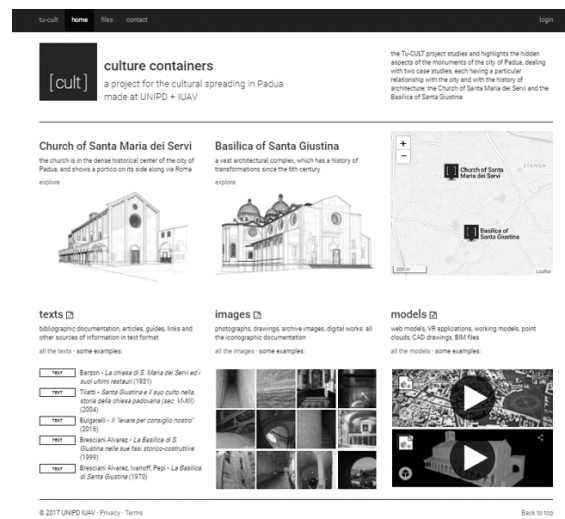 tu-cult home files contact login
[cult]
culture containers
a project for the cultural spreading in Padua
made at UNIPD + IUAV
the Tu-CULT project studies and highlights the hidden
aspects of the monuments of the city of Padua, dealing
with two case studies, each having a particular
relationship with the city and with the history of
architecture: the Church of Santa Maria dei Servi and the
Basilica of Santa Giustina
Church of Santa Maria dei Servi
the church is in the dense historical center of the city of
Padua, and shows a portico on its side along via Roma
explore
Basilica of Santa Giustina
a vast architectural complex, which has a history of
transformations since the 6th century
explore
+
−
STANGA
[ ] Church of Santa
Maria dei Servi
[ ] Basilica of
Santa Giustina
500 m
Leaflet
texts
bibliographic documentation, articles, guides, links and
other sources of information in text format
all the texts · some examples:
TEXT Barzon • La chiesa di S. Maria dei Servi ed i
suoi ultimi restauri (1931)
TEXT Tilatti • Santa Giustina e il suo culto nella
storia della chiesa padovana (sec. VI-XII)
(2004)
TEXT Bulgarelli • Il "levare per consiglio nostro"
(2016)
TEXT Bresciani Alvarez • La Basilica di S.
Giustina nelle sue fasi storico-costruttive
(1999)
TEXT Bresciani Alvarez, Ivanoff, Pepi • La Basilica
di Santa Giustina (1970)
images
photographs, drawings, archive images, digital works: all
the iconographic documentation
all the images · some examples:
models
web models, VR applications, working models, point
clouds, CAD drawings, BIM files
all the models · some examples:
© 2017 UNIPD IUAV · Privacy · Terms
Back to top